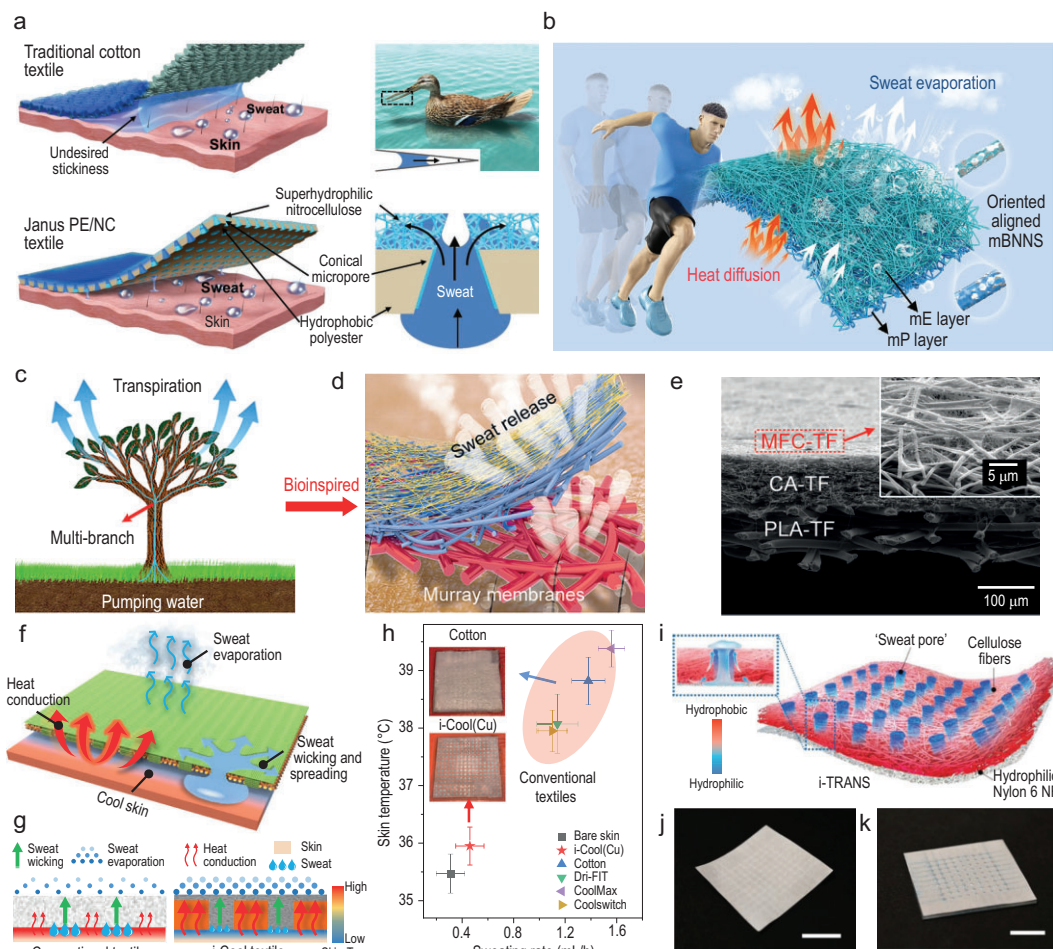 a
Traditional cotton
textile
Sweat
Skin
Undesired
stickiness
Superhydrophilic
nitrocellulose
Janus PE/NC
textile
Conical
micropore
Sweat
Skin
Hydrophobic
polyester
Sweat
b
Sweat evaporation
Oriented
aligned
mBNNS
Heat diffusion
mE layer
mP layer
c
Transpiration
Multi-branch
Pumping water
Bioinspired
d
Sweat release
Murray membranes
e
MFC-TF
CA-TF
PLA-TF
5 μm
100 μm
f
Sweat
evaporation
Heat
conduction
Sweat
wicking and
spreading
Cool skin
g
Sweat
wicking
Sweat
evaporation
Heat
conduction
Skin
Sweat
High
Low
h
Cotton
i-Cool(Cu)
Conventional
textiles
Skin temperature (°C)
39
38
37
36
35
Bare skin
i-Cool(Cu)
Cotton
Dri-FIT
CoolMax
Coolswitch
0.4
0.8
1.2
1.6
i
'Sweat pore'
Cellulose
fibers
Hydrophobic
Hydrophilic
i-TRANS
Hydrophilic
Nylon 6
j
k